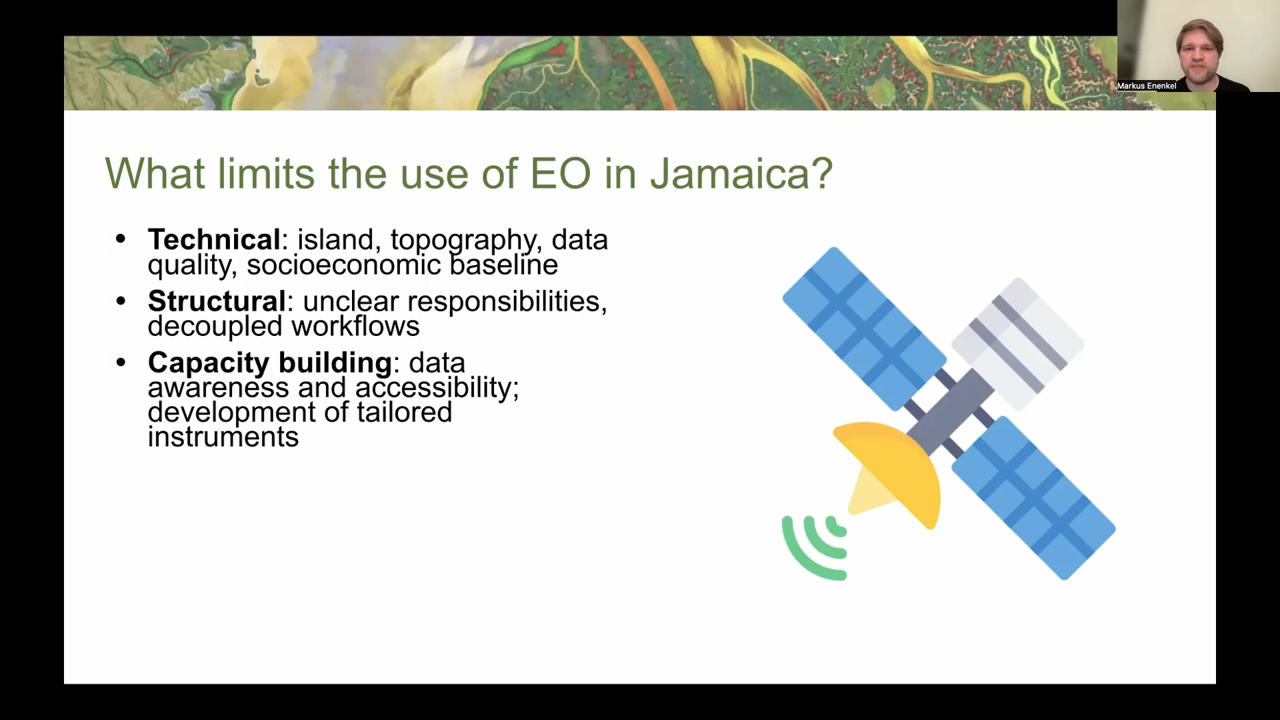 Markus Enenkel
What limits the use of EO in Jamaica?
• Technical: island, topography, data
quality, socioeconomic baseline
• Structural: unclear responsibilities,
decoupled workflows
• Capacity building: data
awareness and accessibility;
development of tailored
instruments